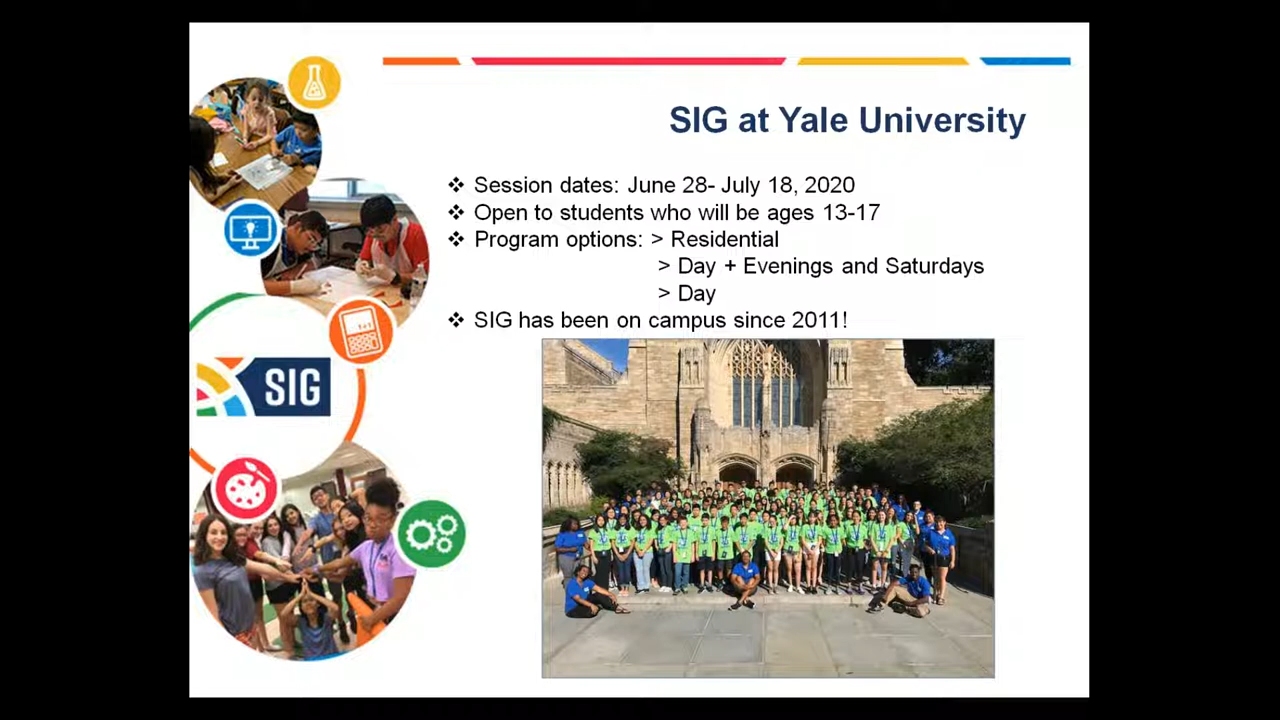 SIG at Yale University
❖ Session dates: June 28- July 18, 2020
❖ Open to students who will be ages 13-17
❖ Program options: > Residential
> Day + Evenings and Saturdays
> Day
❖ SIG has been on campus since 2011!
SIG